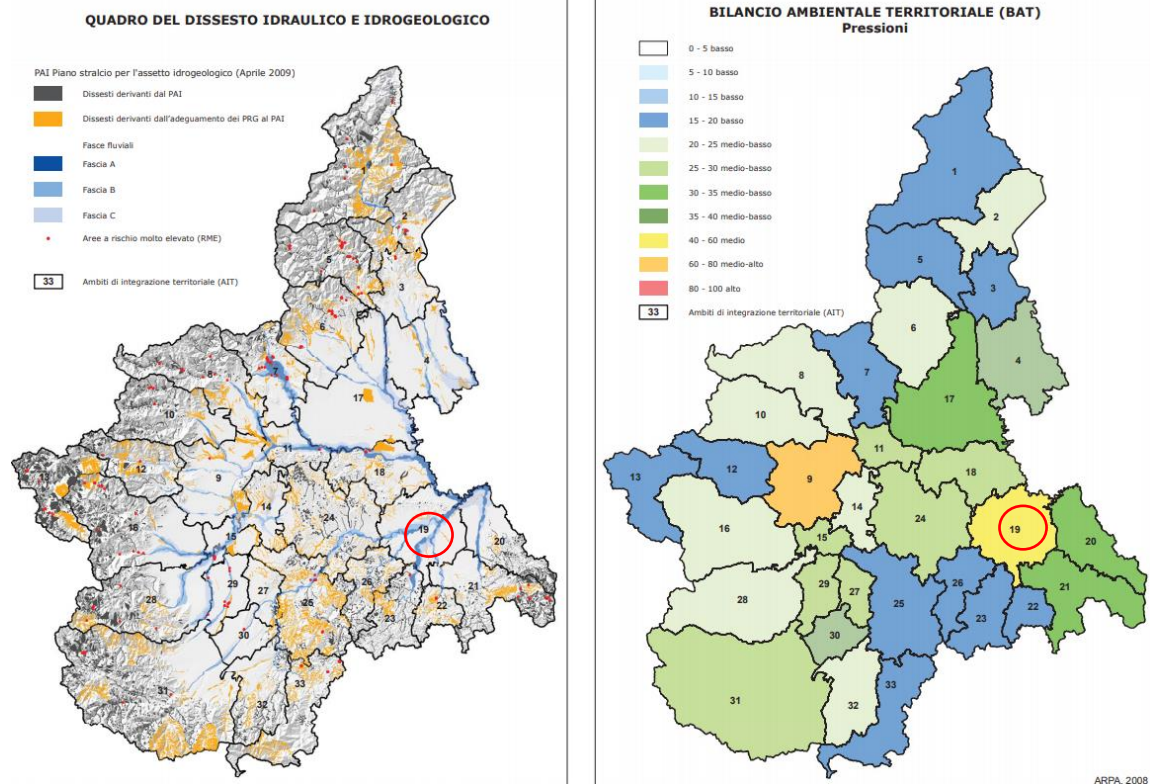 QUADRO DEL DISSESTO IDRAULICO E IDROGEOLOGICO
PAI Piano stralcio per l'assetto idrogeologico (Aprile 2009)
Dissesti derivanti dal PAI
Dissesti derivanti dall'adeguamento dei PRG al PAI
Fasce fluviali
Fascia A
Fascia B
Fascia C
Aree a rischio molto elevato (RME)
33 Ambiti di integrazione territoriale (AIT)
1
2
3
4
5
6
7
8
9
10
11
12
14
15
16
17
18
19
20
21
22
23
24
25
26
27
28
29
30
31
32
33
BILANCIO AMBIENTALE TERRITORIALE (BAT)
Pressioni
0 - 5 basso
5 - 10 basso
10 - 15 basso
15 - 20 basso
20 - 25 medio-basso
25 - 30 medio-basso
30 - 35 medio-basso
35 - 40 medio-basso
40 - 60 medio
60 - 80 medio-alto
80 - 100 alto
33 Ambiti di integrazione territoriale (AIT)
1
2
3
4
5
6
7
8
9
10
11
12
13
14
15
16
17
18
19
20
21
22
23
24
25
26
27
28
29
30
31
32
33
ARPA, 2008